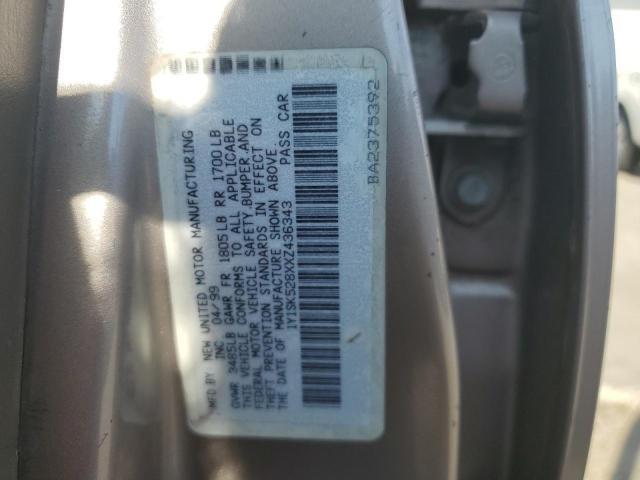 MFD BY NEW UNITED MOTOR MANUFACTURING
INC 04/99
GVWR 3485LB GAWR FR 1805LB RR 1700LB
THIS VEHICLE CONFORMS TO ALL APPLICABLE
FEDERAL MOTOR VEHICLE SAFETY,BUMPER,AND
THEFT PREVENTION STANDARDS IN EFFECT ON
THE DATE OF MANUFACTURE SHOWN ABOVE.
1Y1SK528XXZ436343 PASS CAR
BA2375392